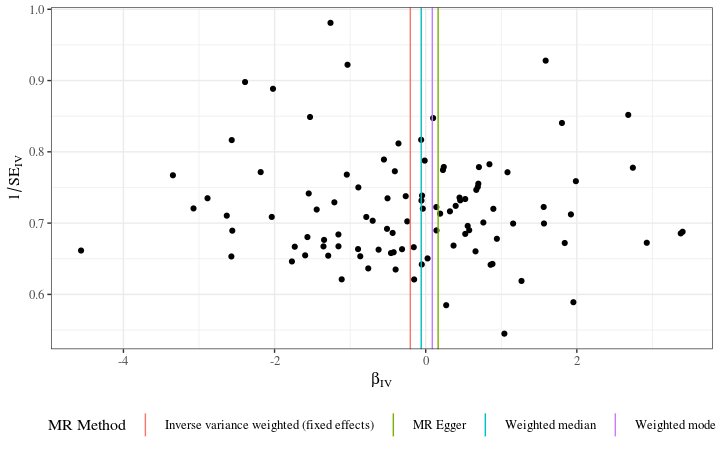 1.0
0.9
0.8
0.7
0.6
1/SE_IV
-4
-2
0
2
β_IV
MR Method
Inverse variance weighted (fixed effects)
MR Egger
Weighted median
Weighted mode